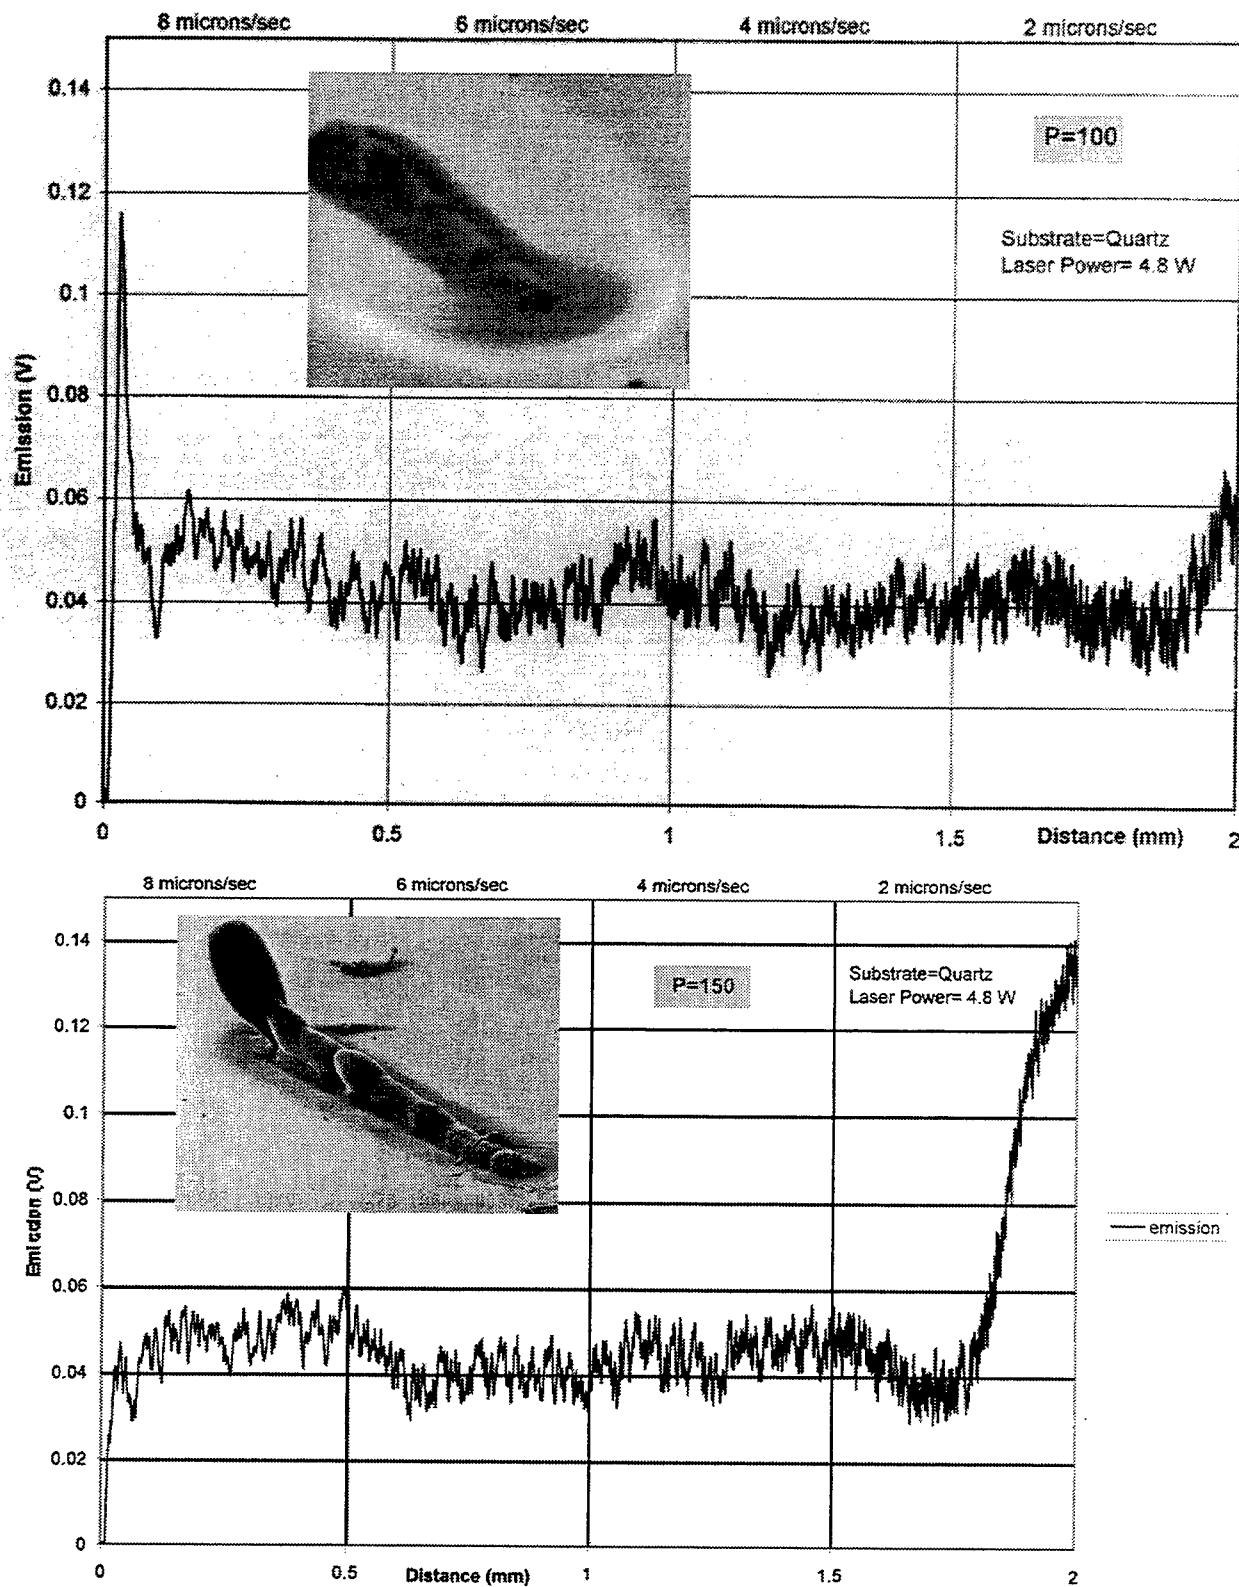 8 microns/sec 6 microns/sec 4 microns/sec 2 microns/sec
0.14
P=100
0.12
Substrate=Quartz
Laser Power= 4.8 W
0.1
Emission (V)
0.08
0.06
0.04
0.02
0
0 0.5 1 1.5 Distance (mm) 2
8 microns/sec 6 microns/sec 4 microns/sec 2 microns/sec
0.14
Substrate=Quartz
P=150
Laser Power= 4.8 W
0.12
0.1
Emission (V)
0.08
emission
0.06
0.04
0.02
0
0 0.5 Distance (mm) 1 1.5 2